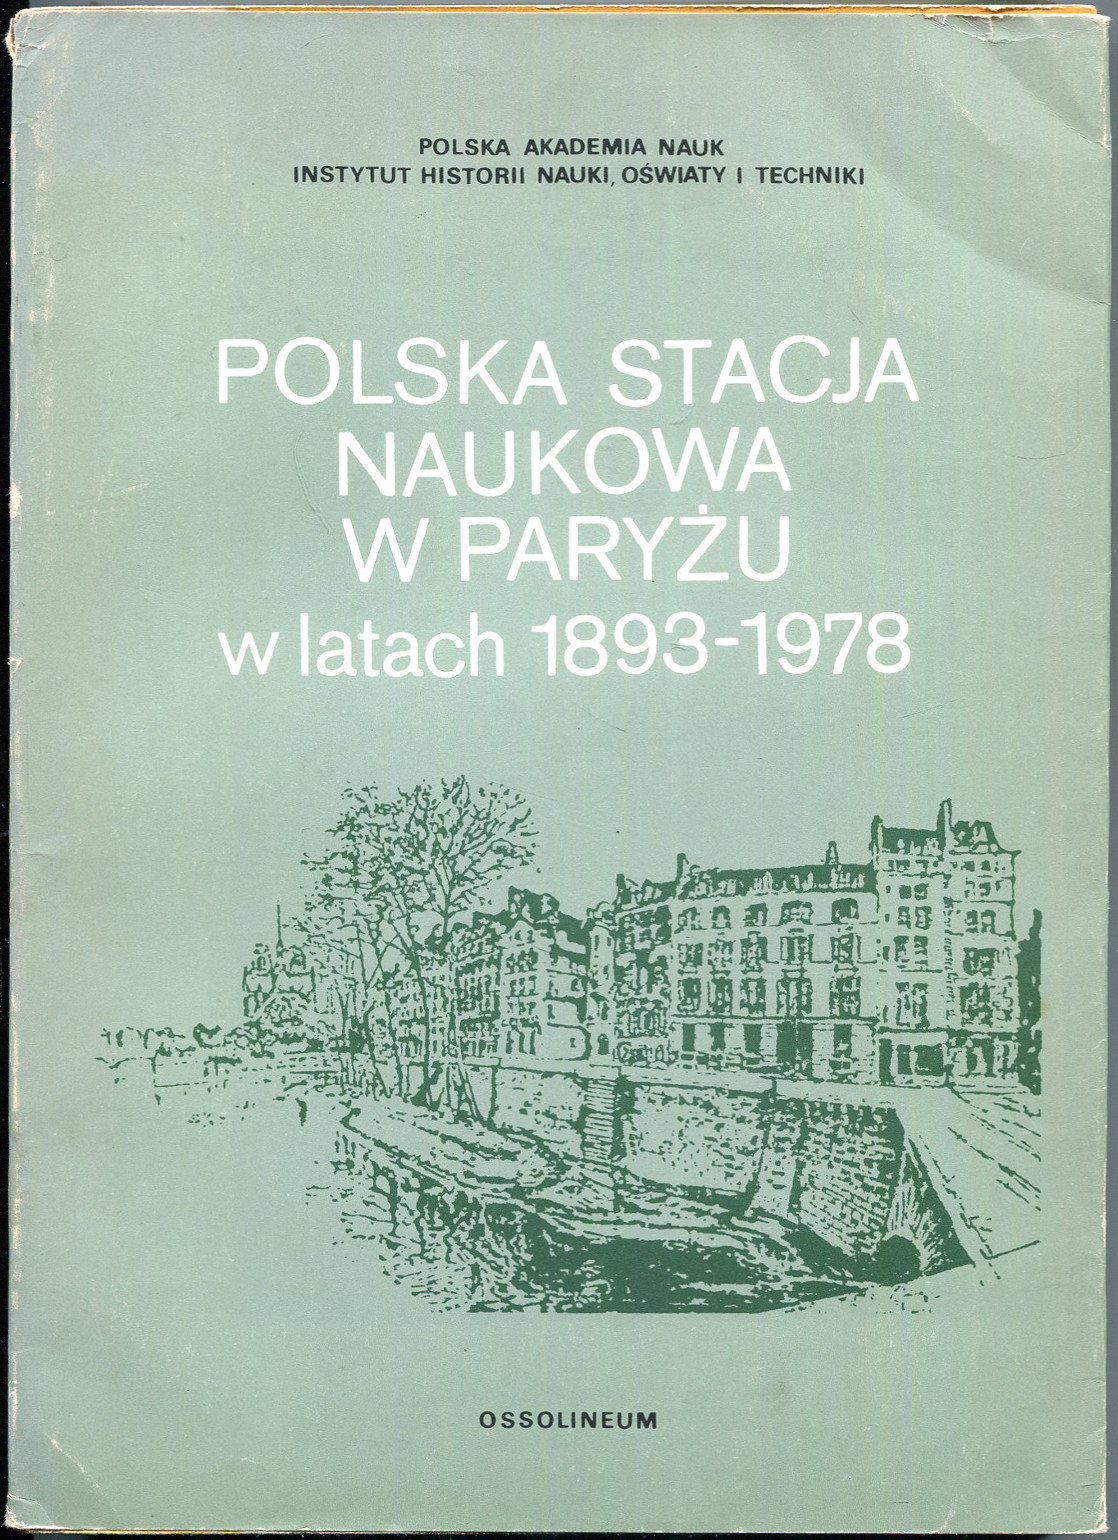 POLSKA AKADEMIA NAUK
INSTYTUT HISTORII NAUKI, OŚWIATY I TECHNIKI
POLSKA STACJA
NAUKOWA
W PARYŻU
w latach 1893-1978
OSSOLINEUM